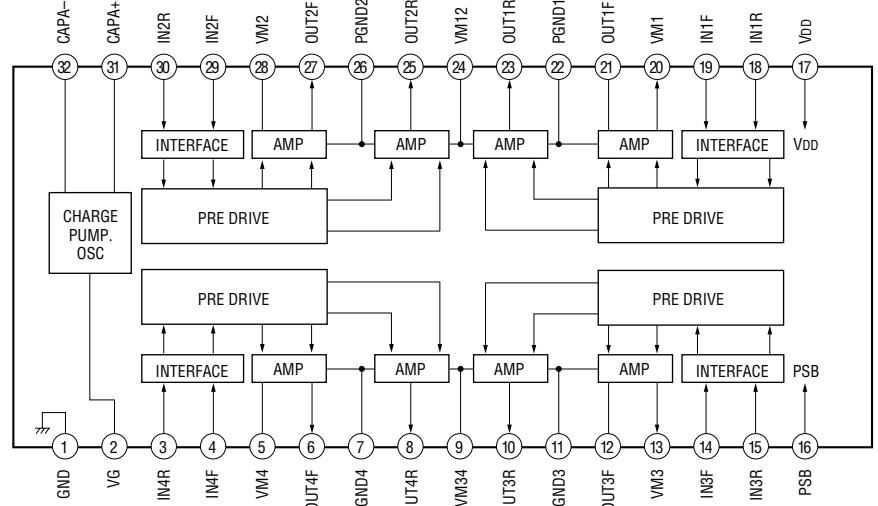 CAPA–
CAPA+
IN2R
IN2F
VM2
OUT2F
PGND2
OUT2R
VM12
OUT1R
PGND1
OUT1F
VM1
IN1F
IN1R
VDD
32 31 30 29 28 27 26 25 24 23 22 21 20 19 18 17
INTERFACE AMP AMP AMP AMP INTERFACE VDD
CHARGE
PUMP.
OSC
PRE DRIVE PRE DRIVE
PRE DRIVE PRE DRIVE
INTERFACE AMP AMP AMP AMP INTERFACE PSB
1 2 3 4 5 6 7 8 9 10 11 12 13 14 15 16
GND
VG
IN4R
IN4F
VM4
OUT4F
GND4
UT4R
VM34
UT3R
GND3
OUT3F
VM3
IN3F
IN3R
PSB